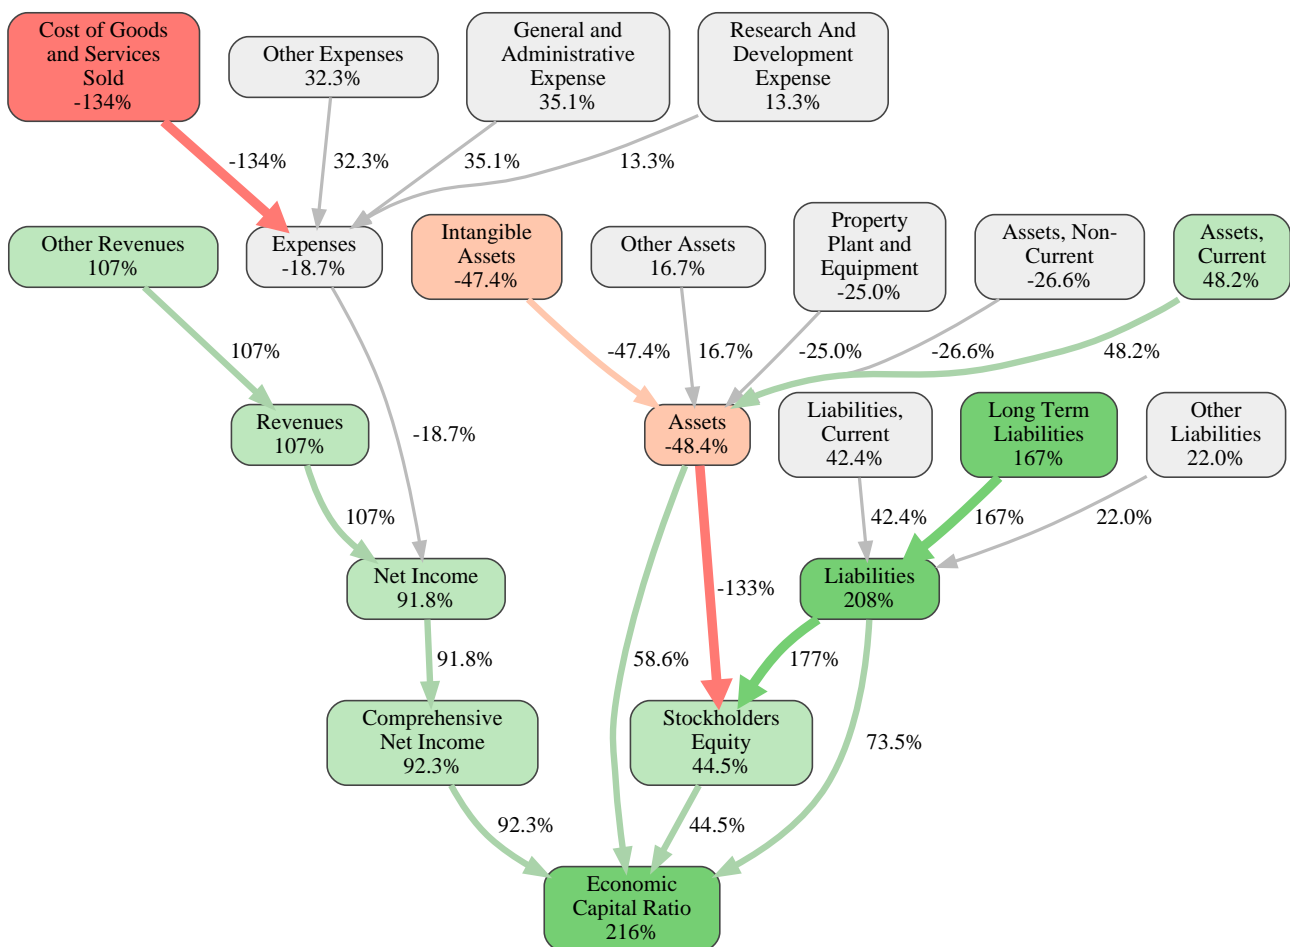 Cost of Goods
and Services
Sold
-134%
Other Expenses
32.3%
General and
Administrative
Expense
35.1%
Research And
Development
Expense
13.3%
-134%
32.3%
35.1%
13.3%
Other Revenues
107%
Expenses
-18.7%
Intangible
Assets
-47.4%
Other Assets
16.7%
Property
Plant and
Equipment
-25.0%
Assets, Non-
Current
-26.6%
Assets,
Current
48.2%
107%
-47.4%
16.7%
-25.0%
-26.6%
48.2%
Revenues
107%
-18.7%
Assets
-48.4%
Liabilities,
Current
42.4%
Long Term
Liabilities
167%
Other
Liabilities
22.0%
107%
42.4%
167%
22.0%
Net Income
91.8%
-133%
Liabilities
208%
91.8%
58.6%
177%
Comprehensive
Net Income
92.3%
Stockholders
Equity
44.5%
73.5%
92.3%
44.5%
Economic
Capital Ratio
216%